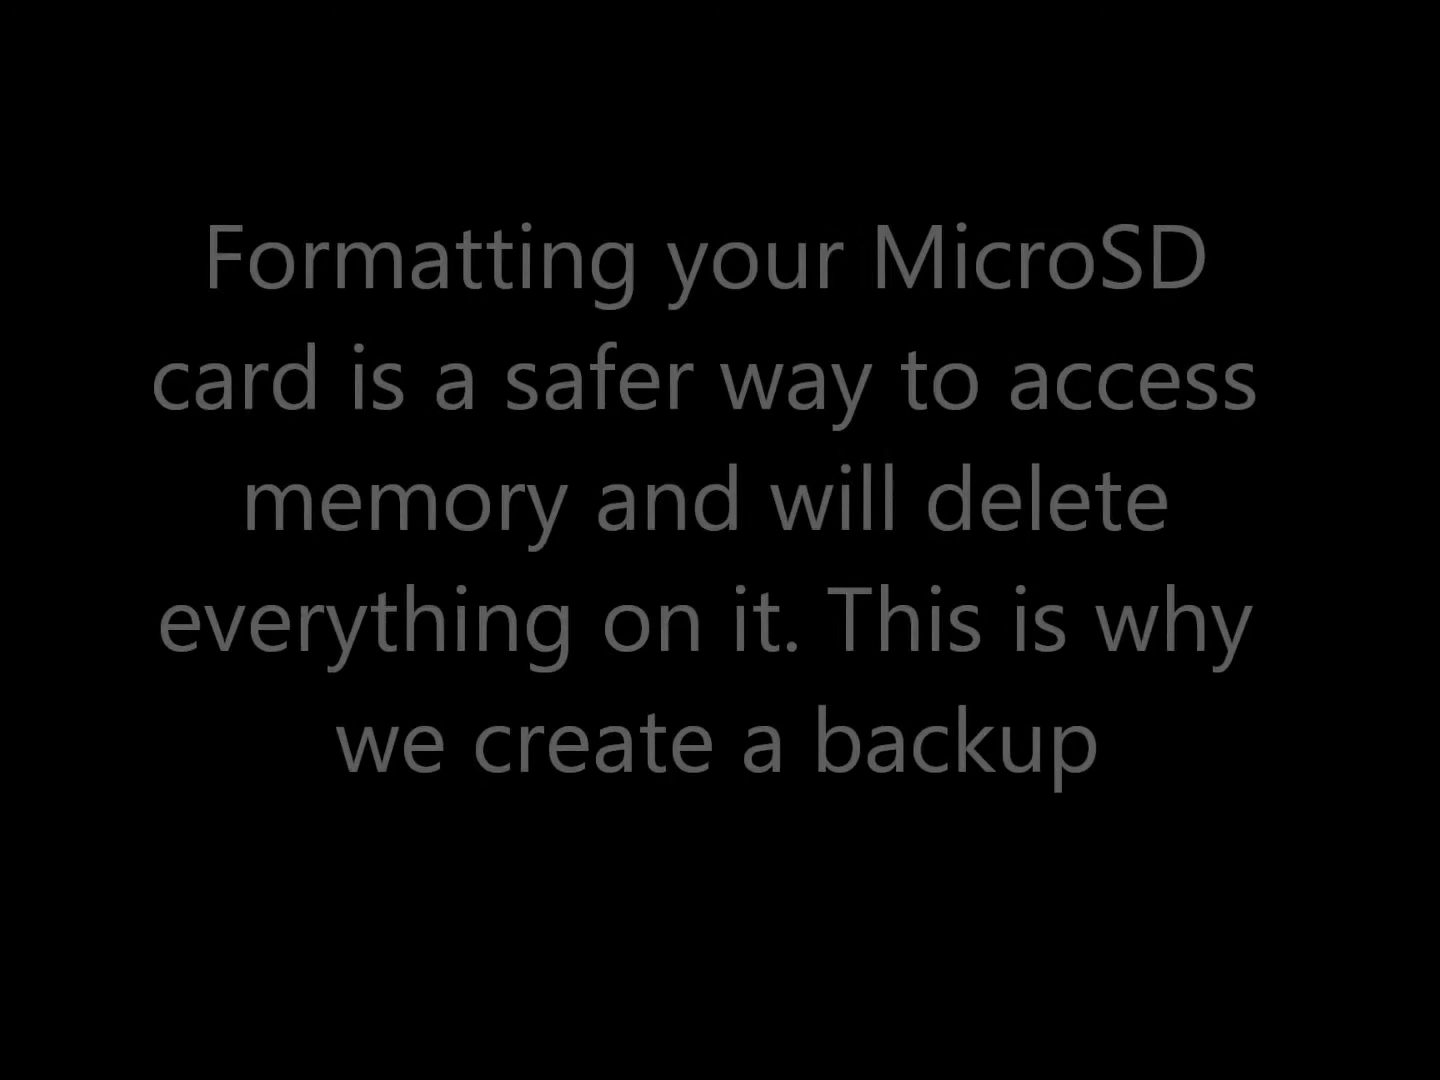 Formatting your MicroSD
card is a safer way to access
memory and will delete
everything on it. This is why
we create a backup